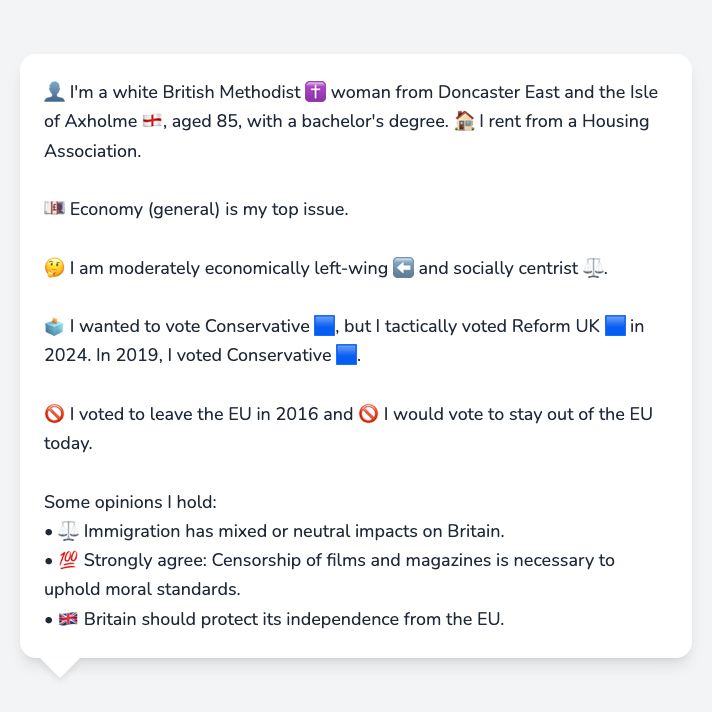 👤 I'm a white British Methodist ✝️ woman from Doncaster East and the Isle
of Axholme 🏴󠁧󠁢󠁥󠁮󠁧󠁿, aged 85, with a bachelor's degree. 🏠 I rent from a Housing
Association.
💷 Economy (general) is my top issue.
🤔 I am moderately economically left-wing ⬅️ and socially centrist ⚖️.
🗳️ I wanted to vote Conservative 🟦, but I tactically voted Reform UK 🟦 in
2024. In 2019, I voted Conservative 🟦.
🚫 I voted to leave the EU in 2016 and 🚫 I would vote to stay out of the EU
today.
Some opinions I hold:
• ⚖️ Immigration has mixed or neutral impacts on Britain.
• 💯 Strongly agree: Censorship of films and magazines is necessary to
uphold moral standards.
• 🇬🇧 Britain should protect its independence from the EU.